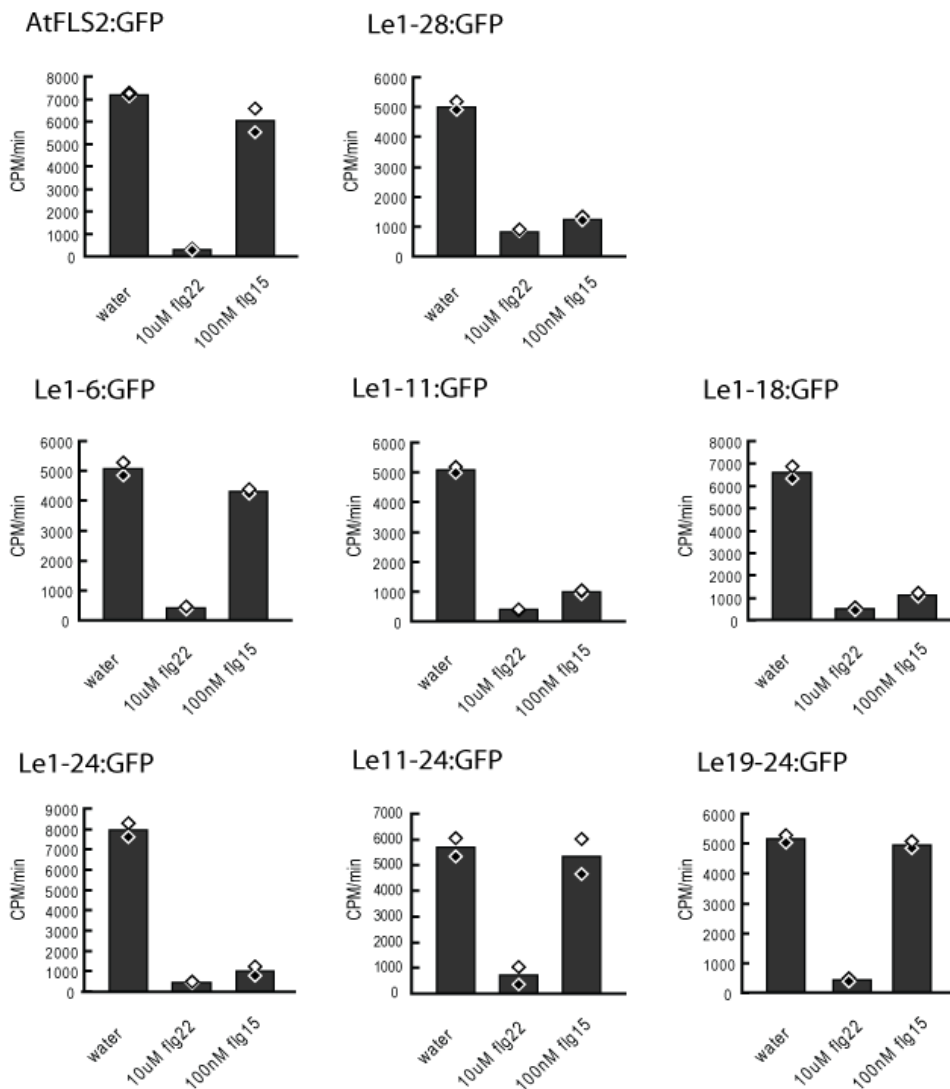 AtFLS2:GFP
CPM/min
8000
7000
6000
5000
4000
3000
2000
1000
0
water
10uM flg22
100nM flg15
Le1-28:GFP
CPM/min
6000
5000
4000
3000
2000
1000
0
water
10uM flg22
100nM flg15
Le1-6:GFP
CPM/min
6000
5000
4000
3000
2000
1000
0
water
10uM flg22
100nM flg15
Le1-11:GFP
CPM/min
6000
5000
4000
3000
2000
1000
0
water
10uM flg22
100nM flg15
Le1-18:GFP
CPM/min
8000
7000
6000
5000
4000
3000
2000
1000
0
water
10uM flg22
100nM flg15
Le1-24:GFP
CPM/min
9000
8000
7000
6000
5000
4000
3000
2000
1000
0
water
10uM flg22
100nM flg15
Le11-24:GFP
CPM/min
7000
6000
5000
4000
3000
2000
1000
0
water
10uM flg22
100nM flg15
Le19-24:GFP
CPM/min
6000
5000
4000
3000
2000
1000
0
water
10uM flg22
100nM flg15